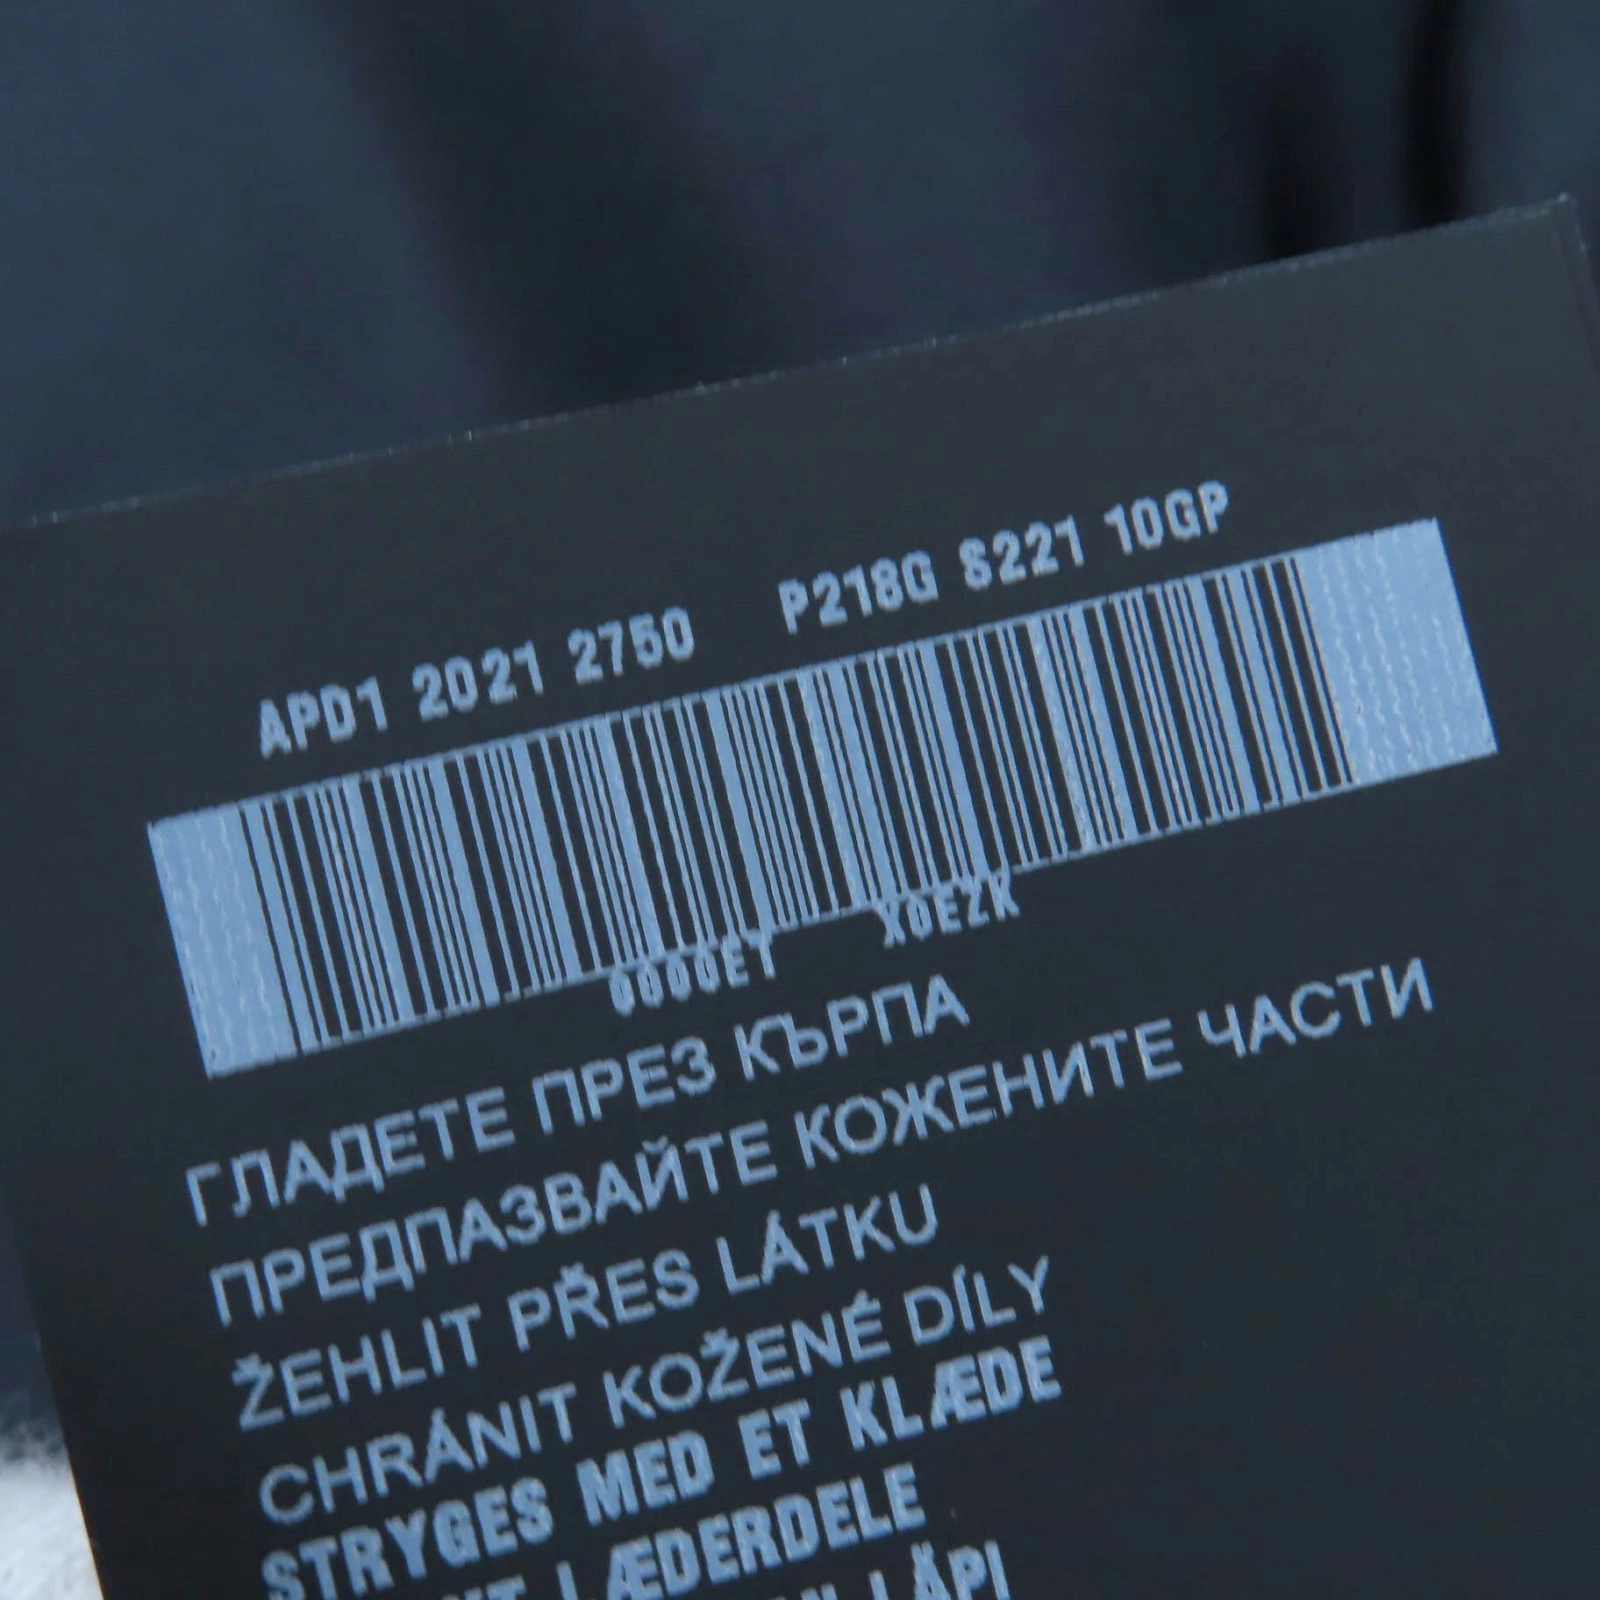 APD1 2021 2750 P218G S221 10GP
0000ET X0EZK
ГЛАДЕТЕ ПРЕЗ КЪРПА
ПРЕДПАЗВАЙТЕ КОЖЕНИТЕ ЧАСТИ
ŽEHLIT PŘES LÁTKU
CHRÁNIT KOŽENÉ DÍLY
STRYGES MED ET KLÆDE
LÆDERDELE
LÄPI